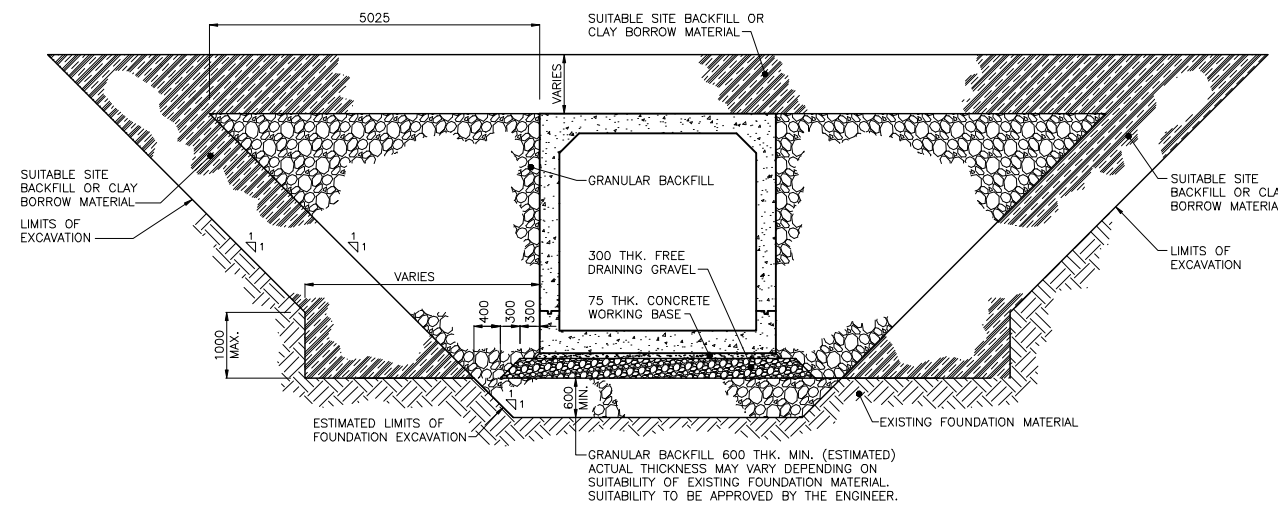 5025
SUITABLE SITE BACKFILL OR
CLAY BORROW MATERIAL
VARIES
SUITABLE SITE
BACKFILL OR CLAY
BORROW MATERIAL
LIMITS OF
EXCAVATION
1
1
1
1
GRANULAR BACKFILL
SUITABLE SITE
BACKFILL OR CLA
BORROW MATERIA
LIMITS OF
EXCAVATION
VARIES
300 THK. FREE
DRAINING GRAVEL
75 THK. CONCRETE
WORKING BASE
400
300
300
1000
MAX.
600
MIN.
1
1
ESTIMATED LIMITS OF
FOUNDATION EXCAVATION
EXISTING FOUNDATION MATERIAL
GRANULAR BACKFILL 600 THK. MIN. (ESTIMATED)
ACTUAL THICKNESS MAY VARY DEPENDING ON
SUITABILITY OF EXISTING FOUNDATION MATERIAL.
SUITABILITY TO BE APPROVED BY THE ENGINEER.